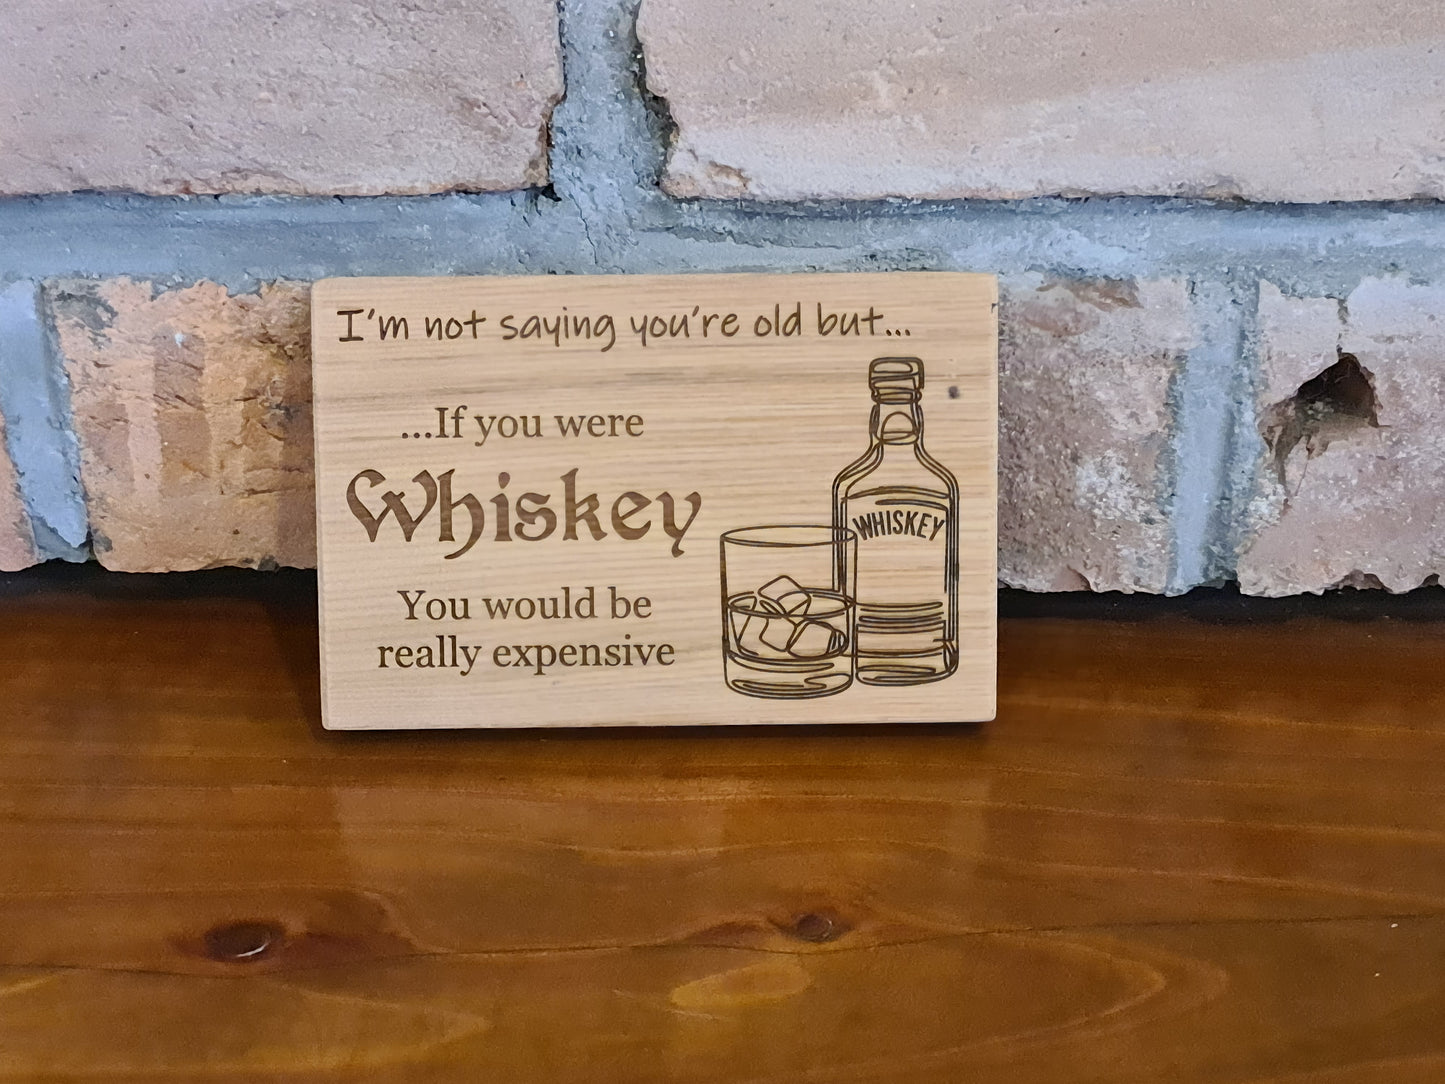 I'm not saying you're old but...
...If you were
Whiskey
You would be
really expensive
WHISKEY